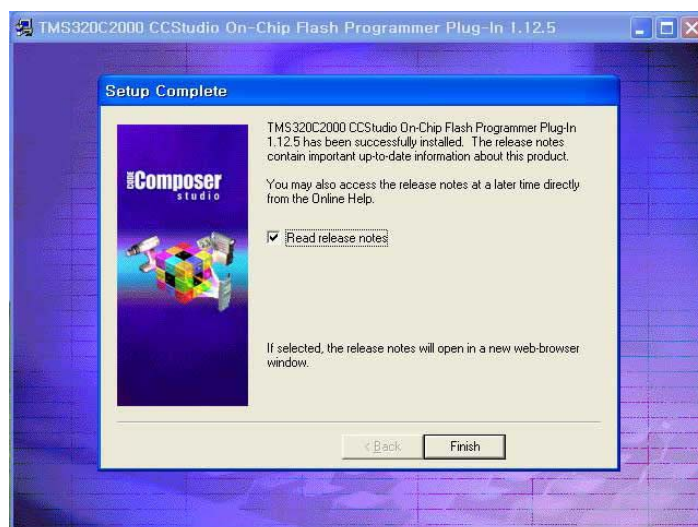 TMS320C2000 CCStudio On-Chip Flash Programmer Plug-In 1.12.5
Setup Complete
CODE Composer
studio
TMS320C2000 CCStudio On-Chip Flash Programmer Plug-In
1.12.5 has been successfully installed. The release notes
contain important up-to-date information about this product.
You may also access the release notes at a later time directly
from the Online Help.
Read release notes
If selected, the release notes will open in a new web-browser
window.
< Back
Finish